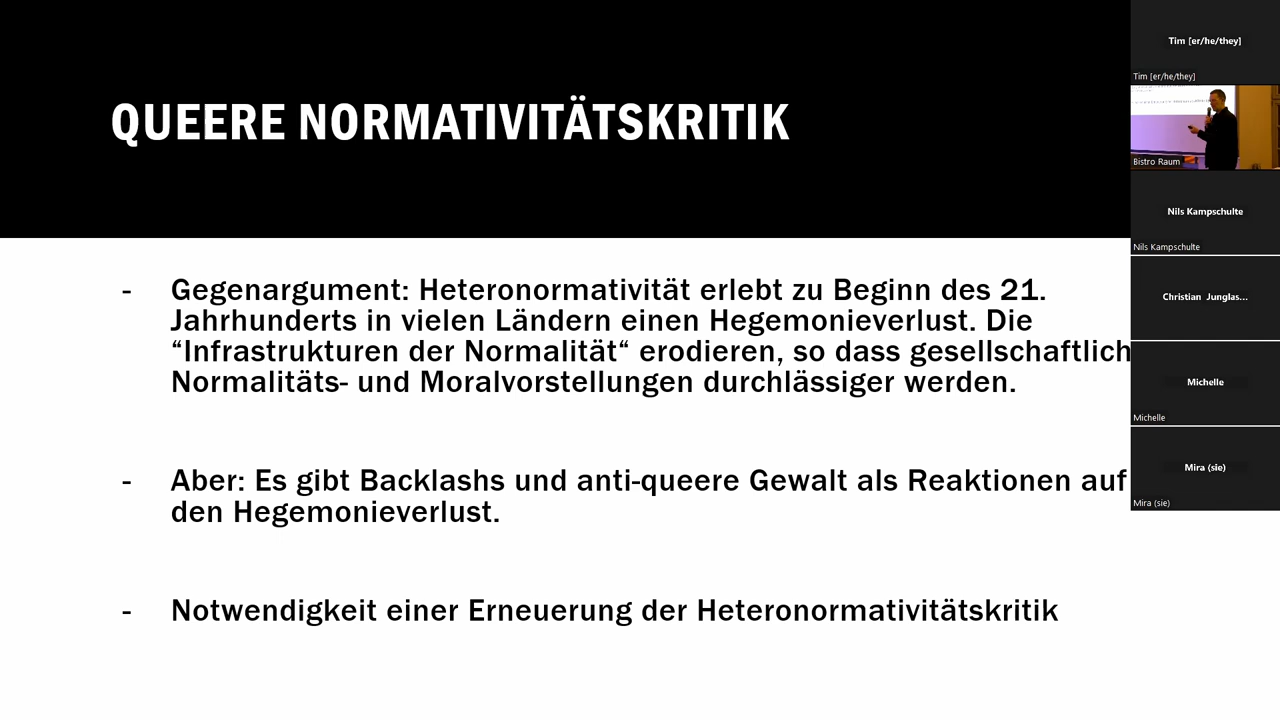 QUEERE NORMATIVITÄTSKRITIK
- Gegenargument: Heteronormativität erlebt zu Beginn des 21.
Jahrhunderts in vielen Ländern einen Hegemonieverlust. Die
“Infrastrukturen der Normalität“ erodieren, so dass gesellschaftlich
Normalitäts- und Moralvorstellungen durchlässiger werden.
- Aber: Es gibt Backlashs und anti-queere Gewalt als Reaktionen auf
den Hegemonieverlust.
- Notwendigkeit einer Erneuerung der Heteronormativitätskritik
Tim [er/he/they]
Tim [er/he/they]
Bistro Raum
Nils Kampschulte
Nils Kampschulte
Christian Junglas...
Michelle
Michelle
Mira (sie)
Mira (sie)